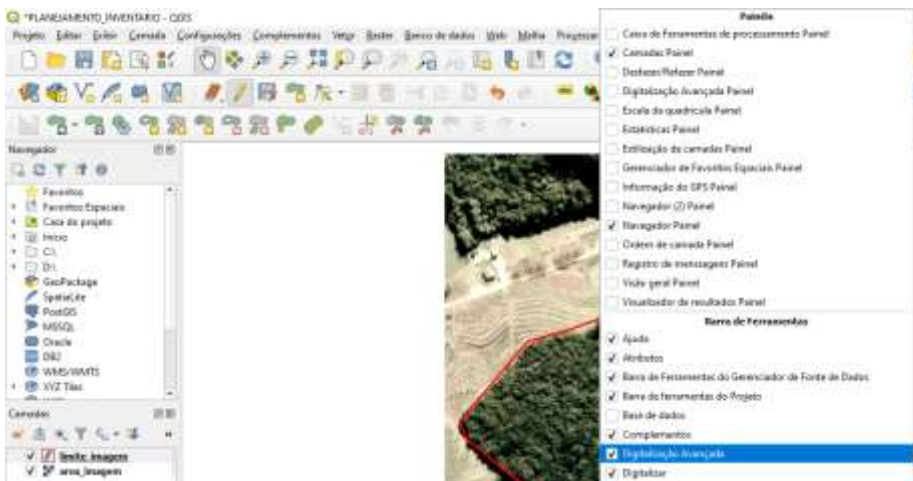 *PLANEJAMENTO_INVENTARIO - QGIS
Projeto Editar Exibir Camada Configurações Complementos Vetor Raster Banco de dados Web Malha Processar
Navegador
Favoritos
Favoritos Espaciais
Casa do projeto
Início
C:\
D:\
GeoPackage
SpatiaLite
PostGIS
MSSQL
Oracle
DB2
WMS/WMTS
XYZ Tiles
Camadas
limite_imagem
area_imagem
Painéis
Caixa de Ferramentas de processamento Painel
Camadas Painel
Desfazer/Refazer Painel
Digitalização Avançada Painel
Escala da quadrícula Painel
Estatísticas Painel
Estilização de camadas Painel
Gerenciador de Favoritos Espaciais Painel
Informação do GPS Painel
Navegador (2) Painel
Navegador Painel
Ordem de camada Painel
Registro de mensagens Painel
Visão geral Painel
Visualizador de resultados Painel
Barra de Ferramentas
Ajuda
Atributos
Barra de Ferramentas do Gerenciador de Fonte de Dados
Barra de ferramentas do Projeto
Base de dados
Complementos
Digitalização Avançada
Digitalizar